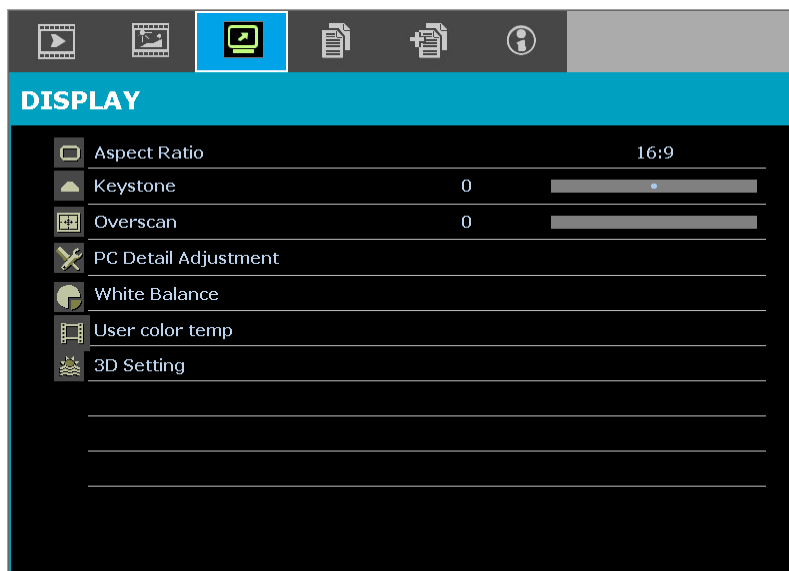 DISPLAY
Aspect Ratio 16:9
Keystone 0
Overscan 0
PC Detail Adjustment
White Balance
User color temp
3D Setting